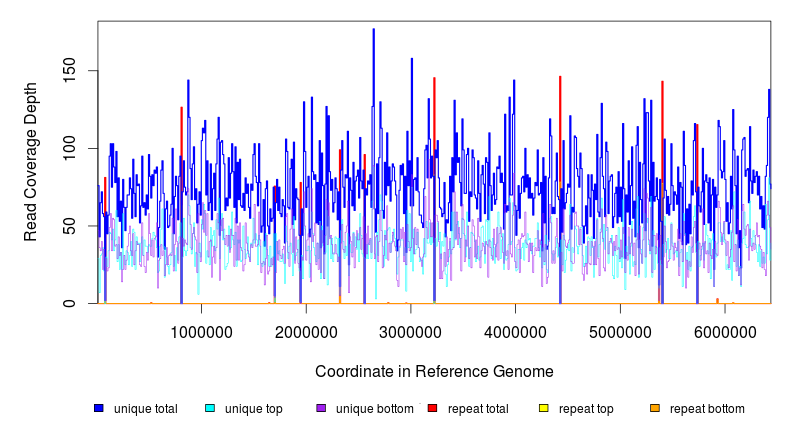 Read Coverage Depth
150
100
50
0
1000000 2000000 3000000 4000000 5000000 6000000
Coordinate in Reference Genome
unique total unique top unique bottom repeat total repeat top repeat bottom